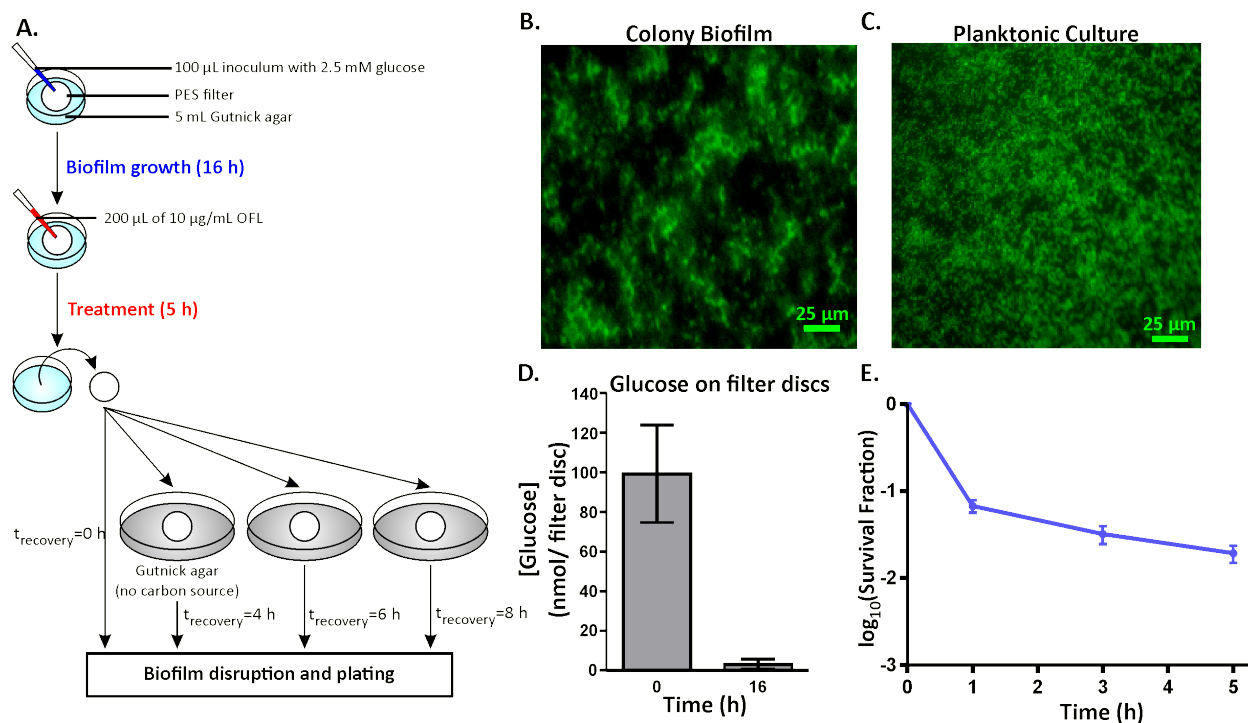 A.
100 µL inoculum with 2.5 mM glucose
PES filter
5 mL Gutnick agar
Biofilm growth (16 h)
200 µL of 10 µg/mL OFL
Treatment (5 h)
t recovery=0 h
Gutnick agar
(no carbon source)
t recovery=4 h
t recovery=6 h
t recovery=8 h
Biofilm disruption and plating
B.
Colony Biofilm
25 µm
C.
Planktonic Culture
25 µm
D.
Glucose on filter discs
[Glucose]
(nmol/ filter disc)
140
120
100
80
60
40
20
0
0 16
Time (h)
E.
log10(Survival Fraction)
0
-1
-2
-3
0 1 2 3 4 5
Time (h)